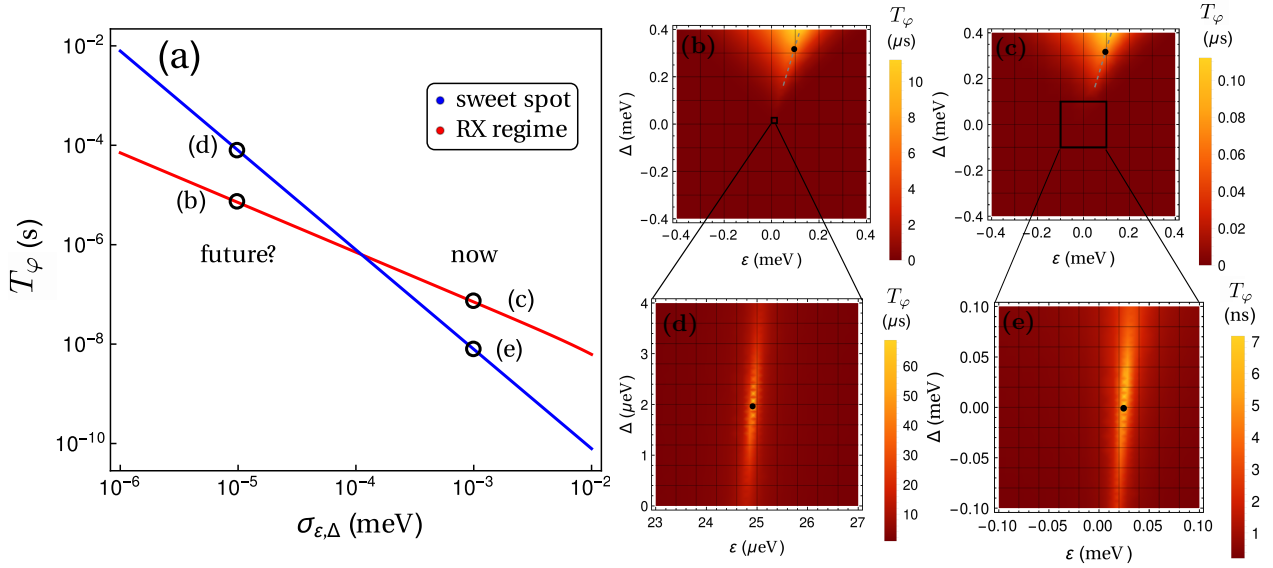 (a)
sweet spot
RX regime
(d)
(b)
future?
now
(c)
(e)
10⁻²
10⁻⁴
10⁻⁶
10⁻⁸
10⁻¹⁰
T_φ (s)
10⁻⁶ 10⁻⁵ 10⁻⁴ 10⁻³ 10⁻²
σ_ε,Δ (meV)
(b)
T_φ
(μs)
10
8
6
4
2
0
0.4
0.2
0.0
−0.2
−0.4
Δ (meV)
−0.4 −0.2 0.0 0.2 0.4
ε (meV)
(c)
T_φ
(μs)
0.10
0.08
0.06
0.04
0.02
0
0.4
0.2
0.0
−0.2
−0.4
Δ (meV)
−0.4 −0.2 0.0 0.2 0.4
ε (meV)
(d)
T_φ
(μs)
60
50
40
30
20
10
4
3
2
1
0
Δ (μeV)
23 24 25 26 27
ε (μeV)
(e)
T_φ
(ns)
7
6
5
4
3
2
1
0.10
0.05
0.00
−0.05
−0.10
Δ (meV)
−0.10 −0.05 0.00 0.05 0.10
ε (meV)